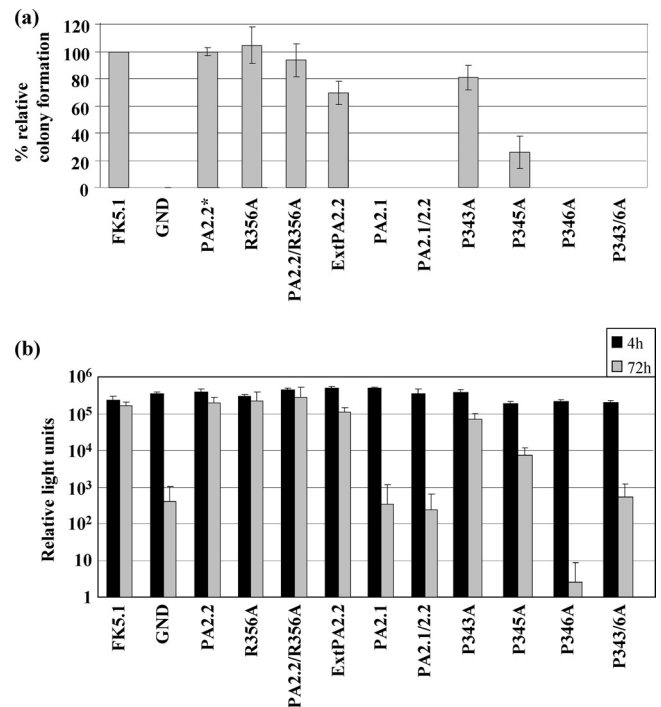 (a)
% relative
colony formation
120
100
80
60
40
20
0
FK5.1
GND
PA2.2*
R356A
PA2.2/R356A
ExtPA2.2
PA2.1
PA2.1/2.2
P343A
P345A
P346A
P343/6A
(b)
4h
72h
Relative light units
10⁶
10⁵
10⁴
10³
10²
10
1
FK5.1
GND
PA2.2
R356A
PA2.2/R356A
ExtPA2.2
PA2.1
PA2.1/2.2
P343A
P345A
P346A
P343/6A